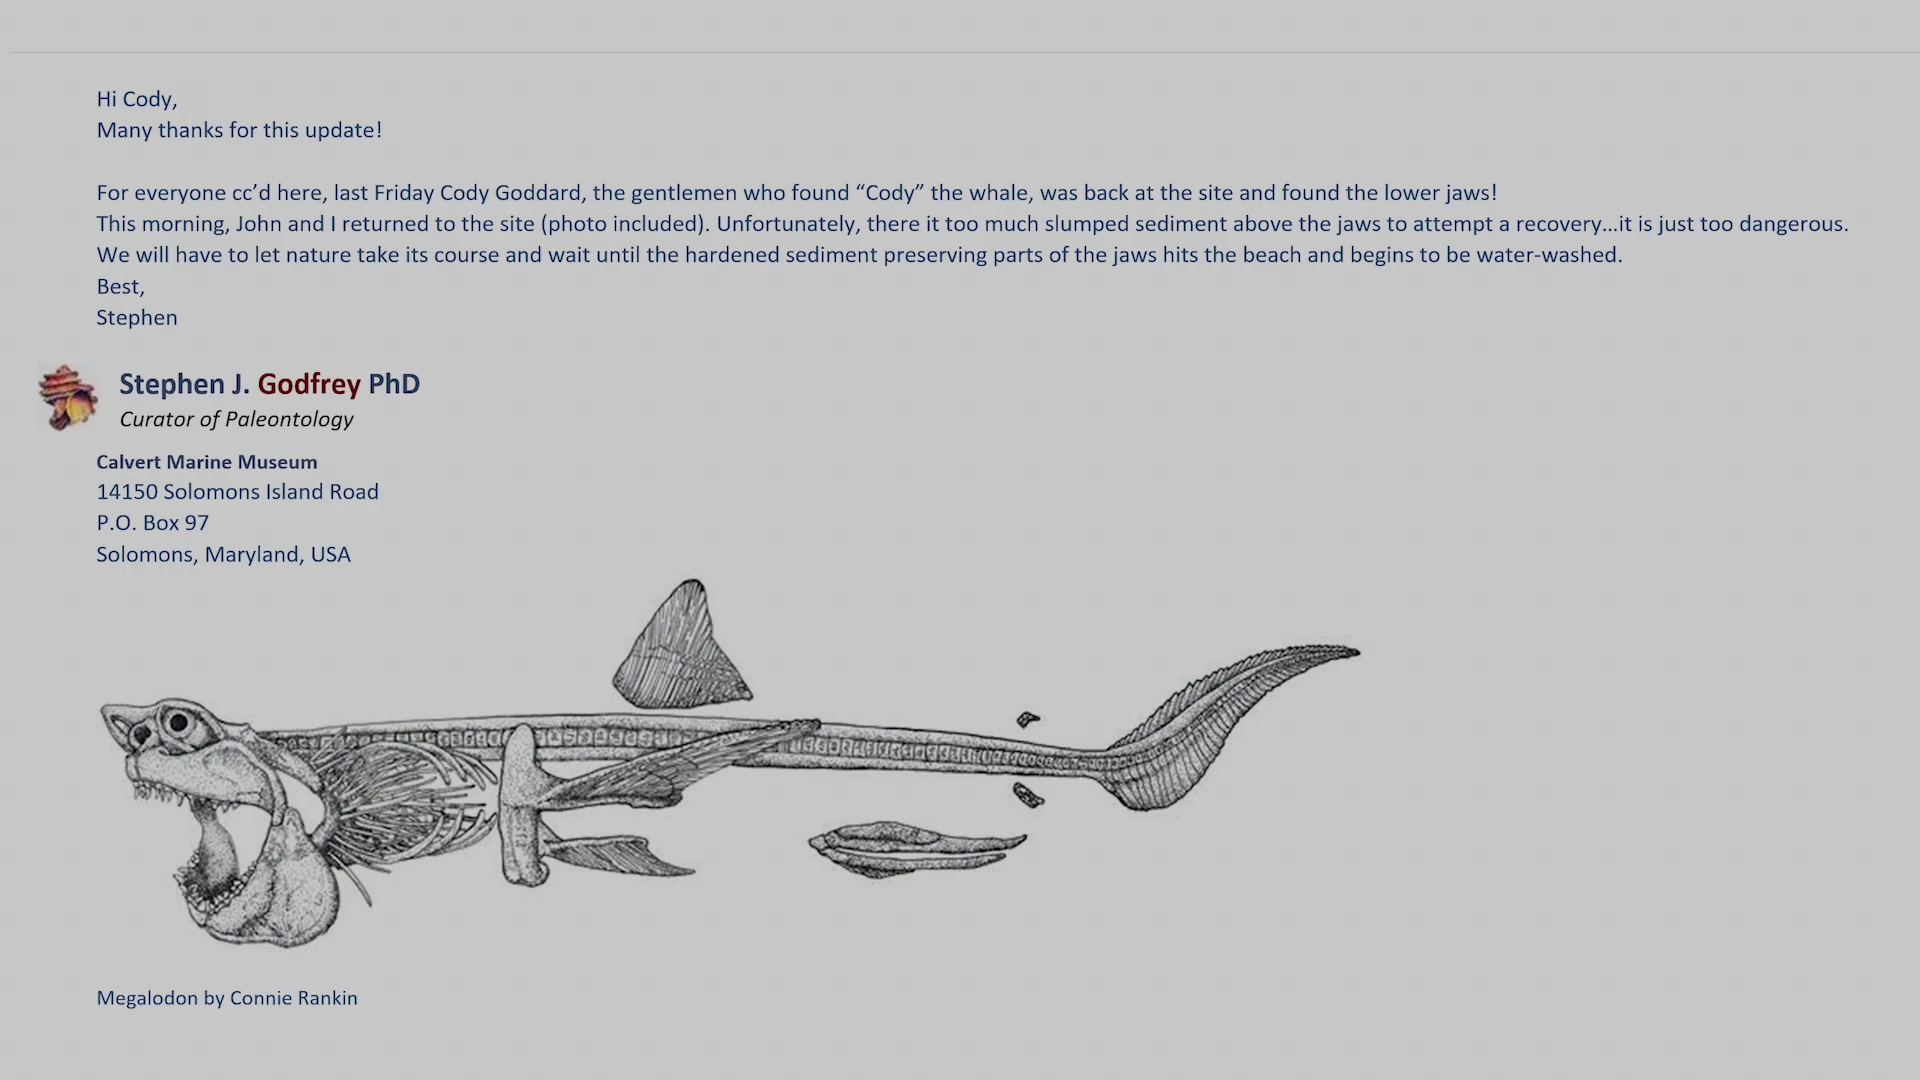 Hi Cody,
Many thanks for this update!
For everyone cc’d here, last Friday Cody Goddard, the gentlemen who found “Cody” the whale, was back at the site and found the lower jaws!
This morning, John and I returned to the site (photo included). Unfortunately, there it too much slumped sediment above the jaws to attempt a recovery...it is just too dangerous.
We will have to let nature take its course and wait until the hardened sediment preserving parts of the jaws hits the beach and begins to be water-washed.
Best,
Stephen
Stephen J. Godfrey PhD
Curator of Paleontology
Calvert Marine Museum
14150 Solomons Island Road
P.O. Box 97
Solomons, Maryland, USA
Megalodon by Connie Rankin